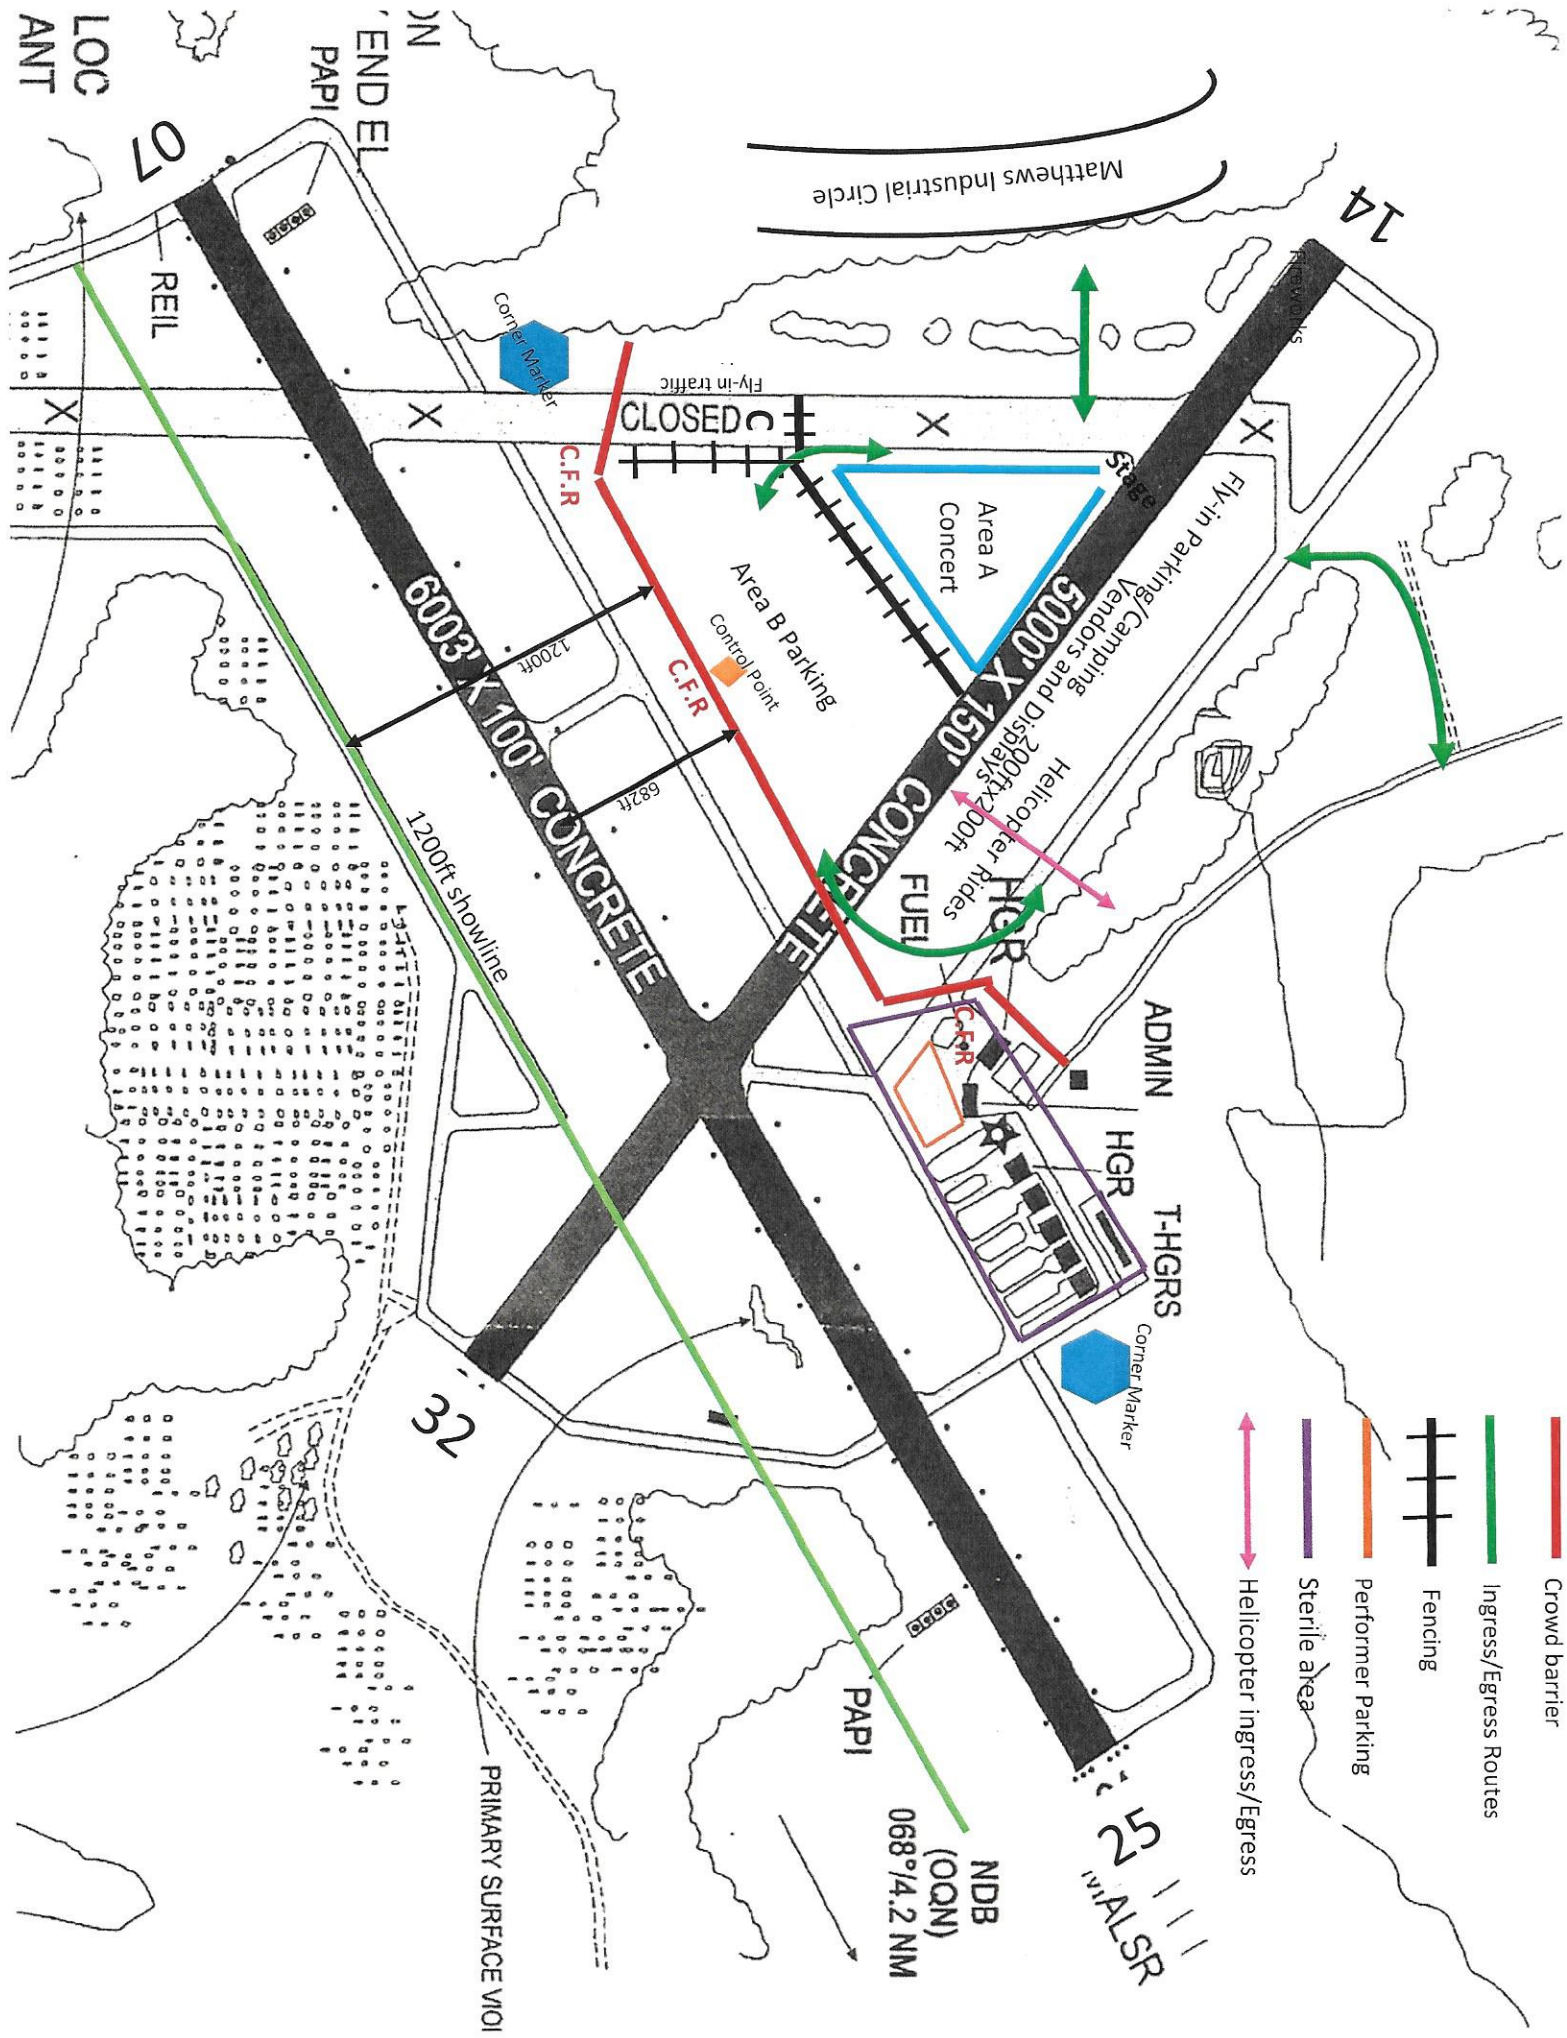 Crowd barrier
Ingress/Egress Routes
Fencing
Performer Parking
Sterile area
Helicopter ingress/Egress
14
Fireworks
Matthews Industrial Circle
X
X
X
X
Stage
Fly-in Parking/Camping
Vendors and Displays
Helicopter Rides
200ftx200ft
Area A
Concert
Fly-in traffic
CLOSED C
C.F.R
Area B Parking
Control Point
C.F.R
5000' X 150' CONCRETE
FUEL
HGR
C.F.R
ADMIN
HGR
T-HGRS
Corner Marker
Corner Marker
ON
' END EL
PAPI
LOC
ANT
07
REIL
6003' X 100' CONCRETE
1200ft
682ft
1200ft showline
32
25
MALSR
PAPI
NDB
(OQN)
068°/4.2 NM
PRIMARY SURFACE VIOI